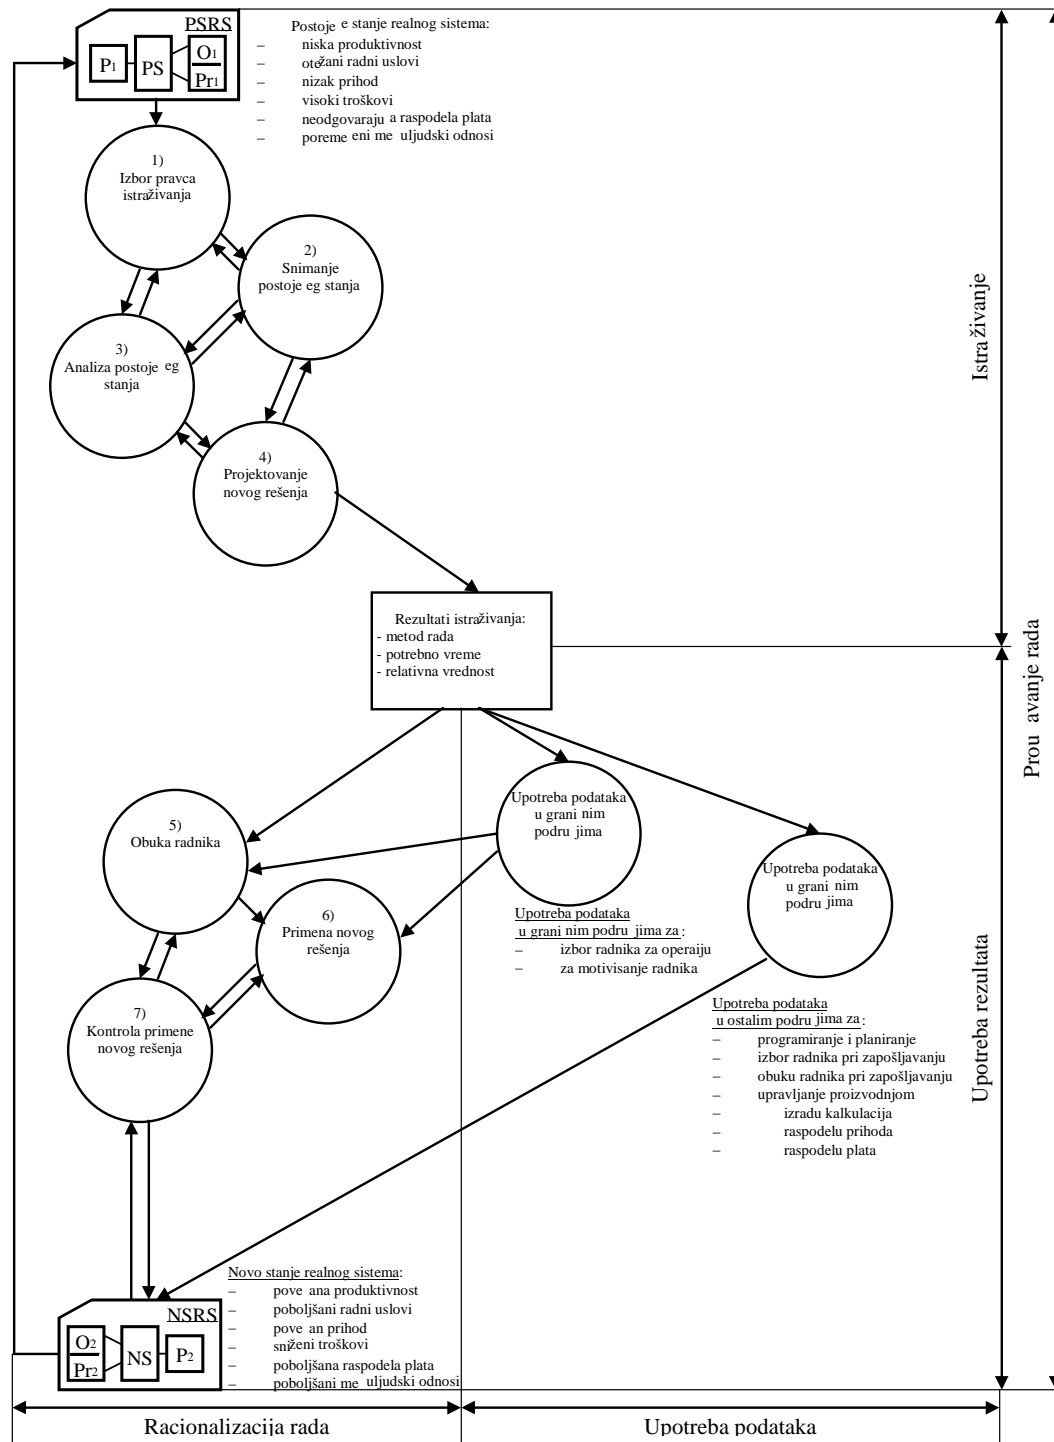 PSRS
P1
PS
O1
Pr1
Postoje e stanje realnog sistema:
– niska produktivnost
– otežani radni uslovi
– nizak prihod
– visoki troškovi
– neodgovaraju a raspodela plata
– poreme eni me uljudski odnosi
1)
Izbor pravca
istraživanja
2)
Snimanje
postoje eg stanja
3)
Analiza postoje eg
stanja
4)
Projektovanje
novog rešenja
Istra živanje
Rezultati istraživanja:
- metod rada
- potrebno vreme
- relativna vrednost
Prou avanje rada
5)
Obuka radnika
6)
Primena novog
rešenja
7)
Kontrola primene
novog rešenja
Upotreba podataka
u grani nim
podru jima
Upotreba podataka
u grani nim podru jima za:
– izbor radnika za operaiju
– za motivisanje radnika
Upotreba podataka
u grani nim
podru jima
Upotreba podataka
u ostalim podru jima za:
– programiranje i planiranje
– izbor radnika pri zapošljavanju
– obuku radnika pri zapošljavanju
– upravljanje proizvodnjom
– izradu kalkulacija
– raspodelu prihoda
– raspodelu plata
Upotreba rezultata
Novo stanje realnog sistema:
– pove ana produktivnost
– poboljšani radni uslovi
– pove an prihod
– sniženi troškovi
– poboljšana raspodela plata
– poboljšani me uljudski odnosi
NSRS
O2
Pr2
NS
P2
Racionalizacija rada
Upotreba podataka